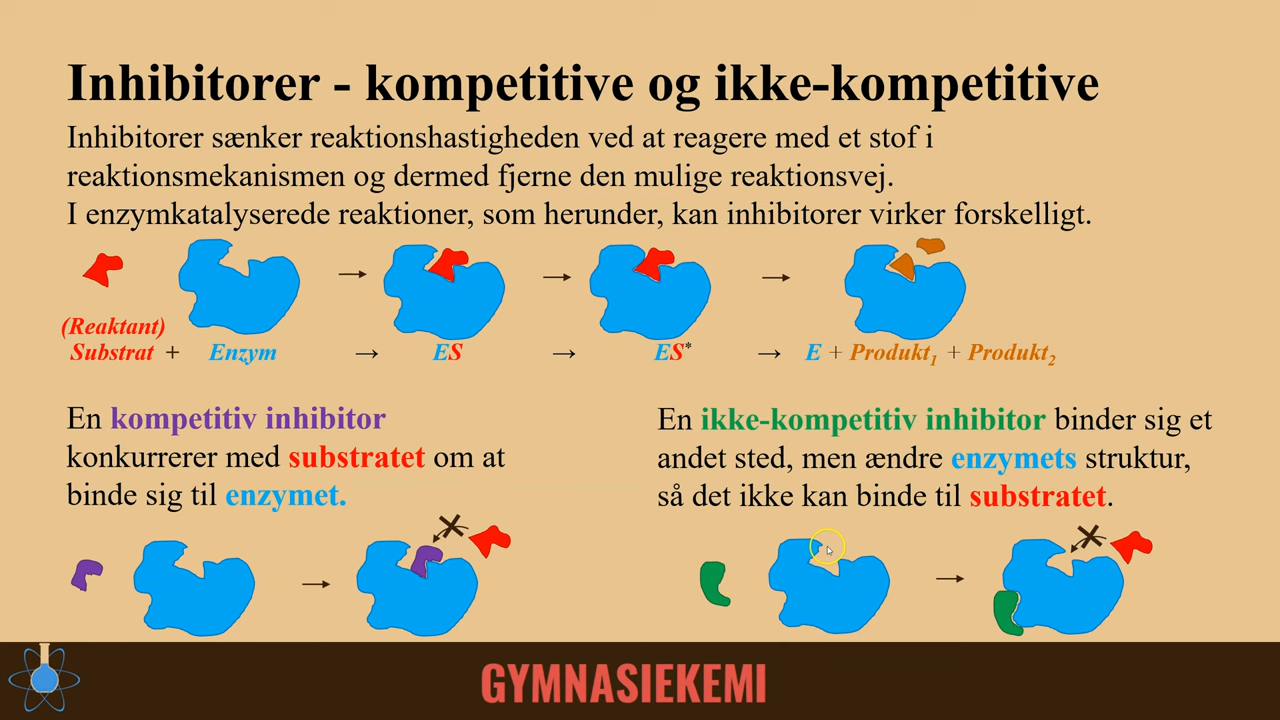 Inhibitorer - kompetitive og ikke-kompetitive
Inhibitorer sænker reaktionshastigheden ved at reagere med et stof i
reaktionsmekanismen og dermed fjerne den mulige reaktionsvej.
I enzymkatalyserede reaktioner, som herunder, kan inhibitorer virker forskelligt.
(Reaktant)
Substrat + Enzym → ES → ES* → E + Produkt₁ + Produkt₂
En kompetitiv inhibitor
konkurrerer med substratet om at
binde sig til enzymet.
En ikke-kompetitiv inhibitor binder sig et
andet sted, men ændre enzymets struktur,
så det ikke kan binde til substratet.
GYMNASIEKEMI